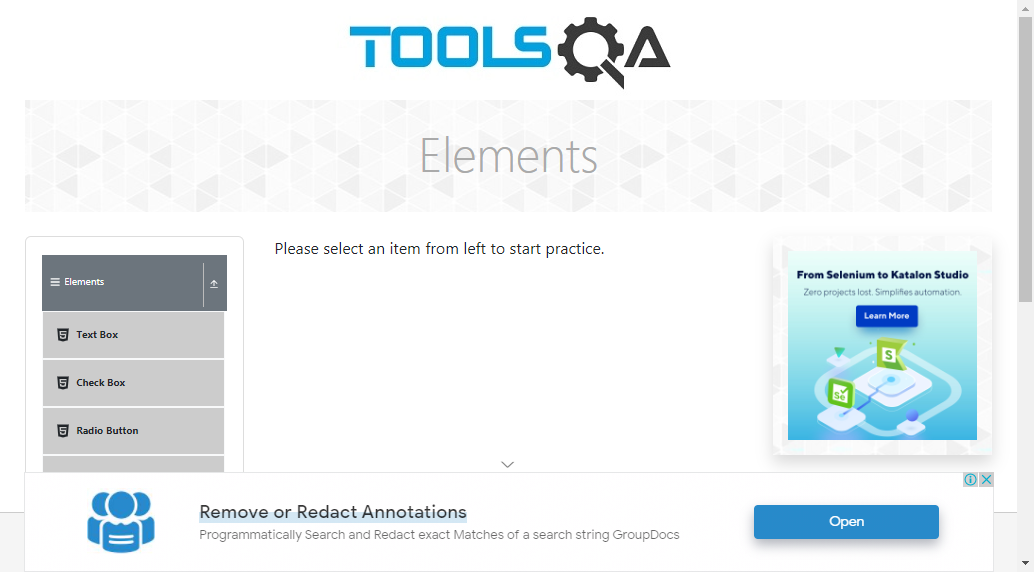 TOOLSQA
Elements
Elements
Text Box
Check Box
Radio Button
Please select an item from left to start practice.
From Selenium to Katalon Studio
Zero projects lost. Simplifies automation.
Learn More
S
Se
Remove or Redact Annotations
Programmatically Search and Redact exact Matches of a search string GroupDocs
Open